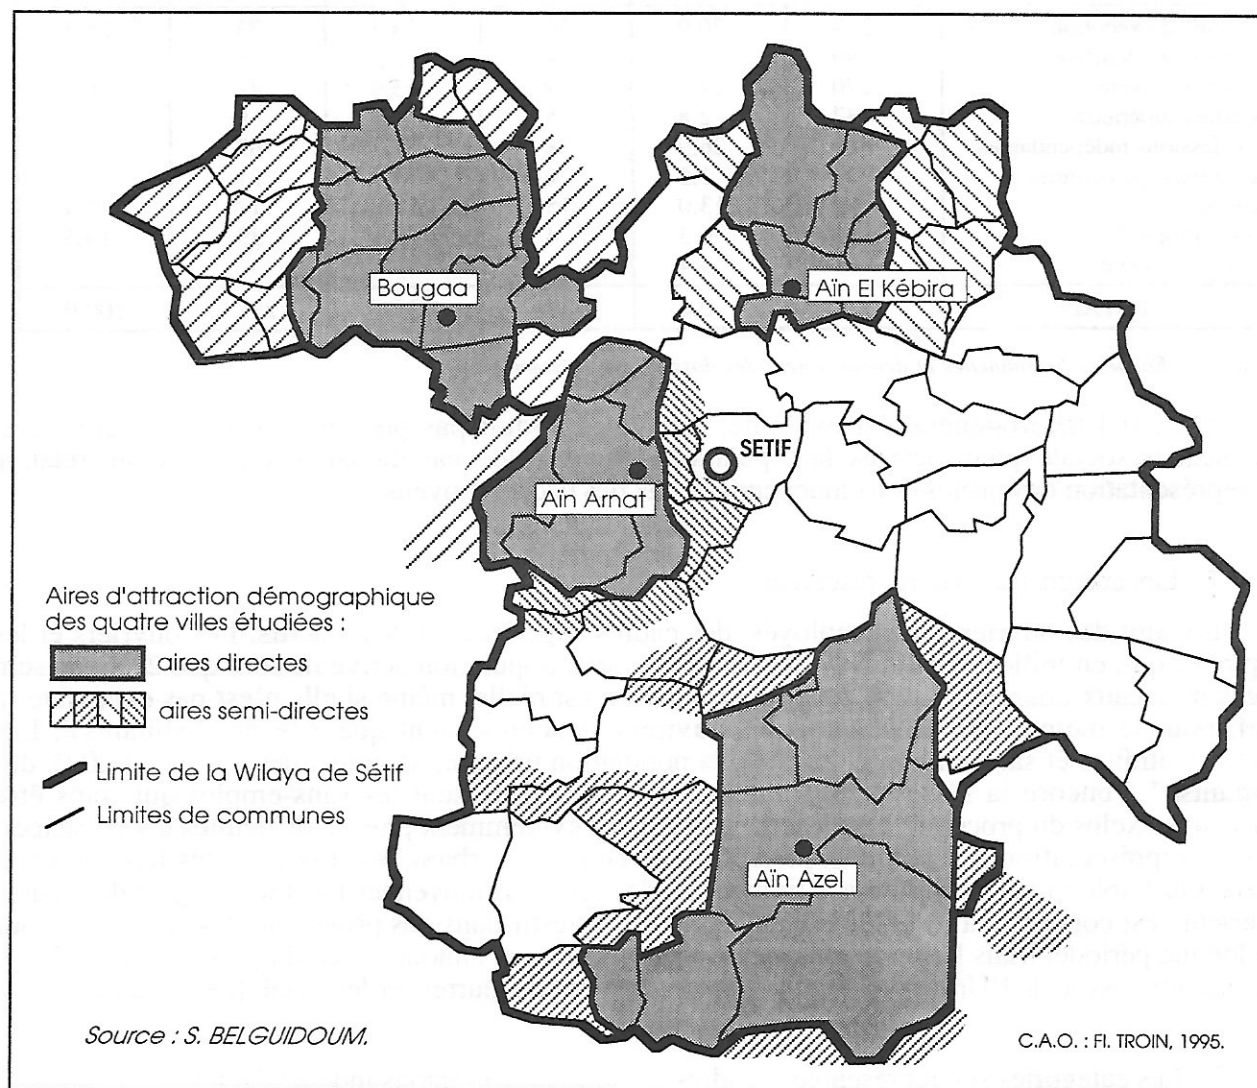 Bougaa
Aïn El Kébira
SETIF
Aïn Arnat
Aires d'attraction démographique
des quatre villes étudiées :
aires directes
aires semi-directes
Limite de la Wilaya de Sétif
Limites de communes
Aïn Azel
Source : S. BELGUIDOUM.
C.A.O. : Fl. TROIN, 1995.